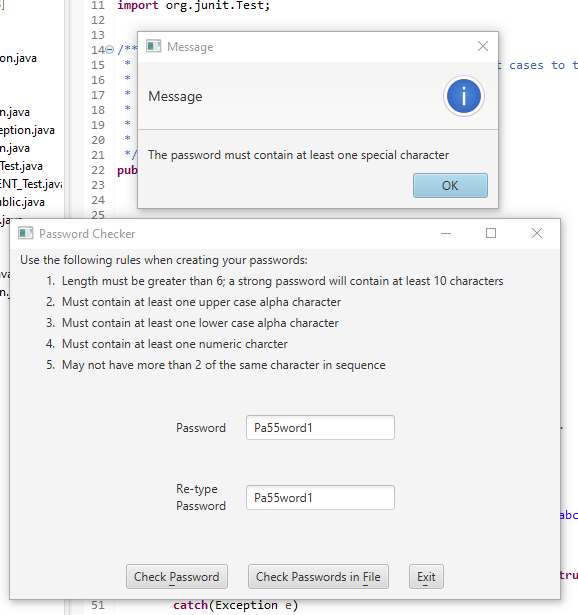 on.java
n.java
eption.java
n.java
Test.java
ENT_Test.java
ublic.java
.java
va
n.j
11 import org.junit.Test;
12
13
14 /**
15 * t cases to t
16 *
17 *
18 *
19 *
20 *
21 */
22 pub
23
24
25
Message
Message
The password must contain at least one special character
OK
Password Checker
Use the following rules when creating your passwords:
1. Length must be greater than 6; a strong password will contain at least 10 characters
2. Must contain at least one upper case alpha character
3. Must contain at least one lower case alpha character
4. Must contain at least one numeric charcter
5. May not have more than 2 of the same character in sequence
Password Pa55word1
Re-type
Password Pa55word1
Check Password Check Passwords in File Exit
abc
tru
51 catch(Exception e)